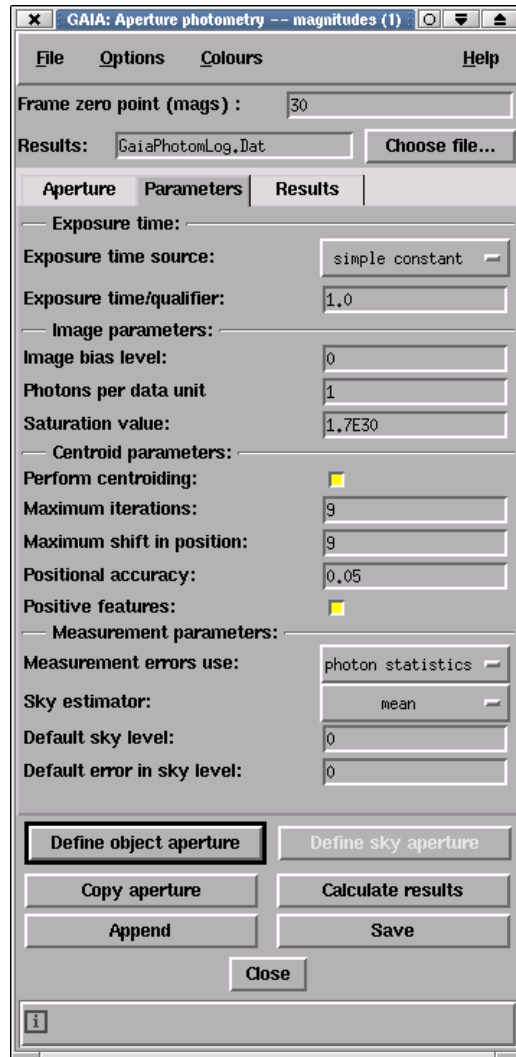 GAIA: Aperture photometry -- magnitudes (1)
File Options Colours Help
Frame zero point (mags) : 30
Results: GaiaPhotomLog.Dat Choose file...
Aperture Parameters Results
Exposure time:
Exposure time source: simple constant
Exposure time/qualifier: 1.0
Image parameters:
Image bias level: 0
Photons per data unit 1
Saturation value: 1.7E30
Centroid parameters:
Perform centroiding:
Maximum iterations: 9
Maximum shift in position: 9
Positional accuracy: 0.05
Positive features:
Measurement parameters:
Measurement errors use: photon statistics
Sky estimator: mean
Default sky level: 0
Default error in sky level: 0
Define object aperture Define sky aperture
Copy aperture Calculate results
Append Save
Close
i